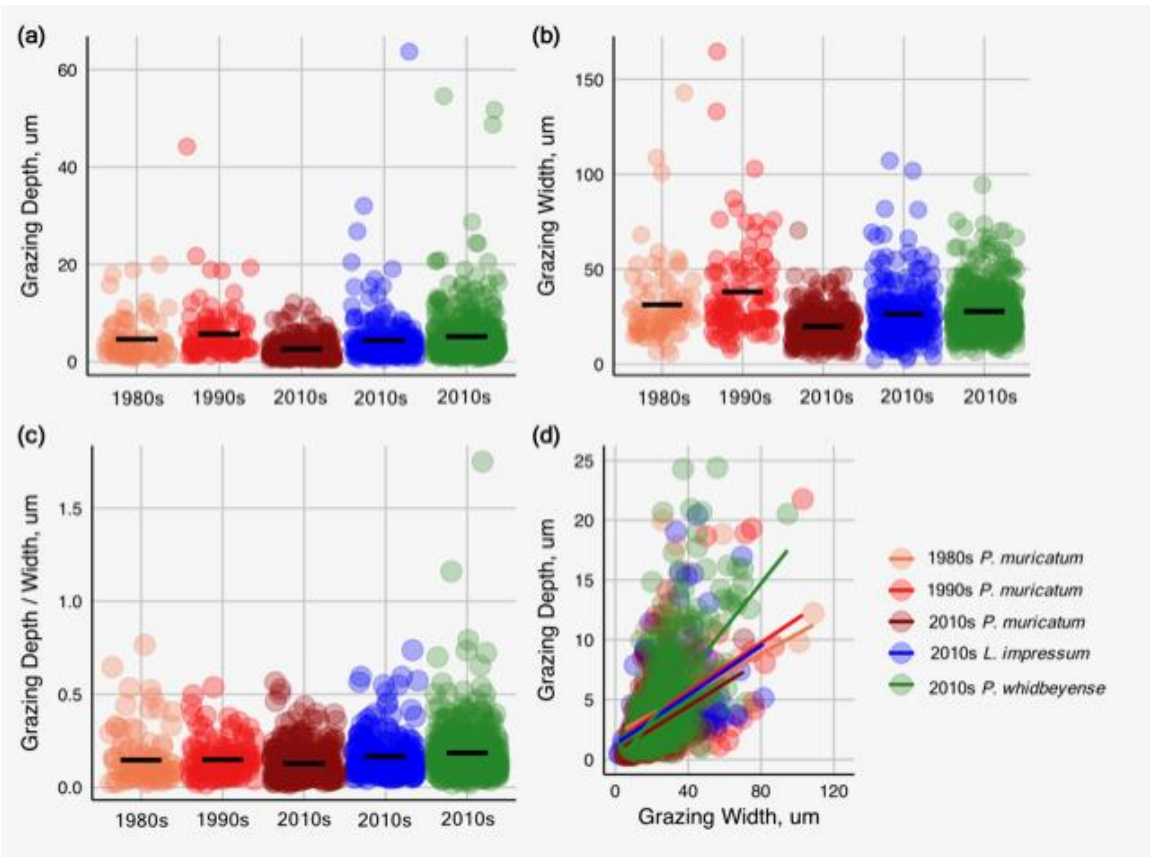 (a)
Grazing Depth, um
60
40
20
0
1980s 1990s 2010s 2010s 2010s
(b)
Grazing Width, um
150
100
50
0
1980s 1990s 2010s 2010s 2010s
(c)
Grazing Depth / Width, um
1.5
1.0
0.5
0.0
1980s 1990s 2010s 2010s 2010s
(d)
Grazing Depth, um
25
20
15
10
5
0
0 40 80 120
Grazing Width, um
1980s P. muricatum
1990s P. muricatum
2010s P. muricatum
2010s L. impressum
2010s P. whidbeyense